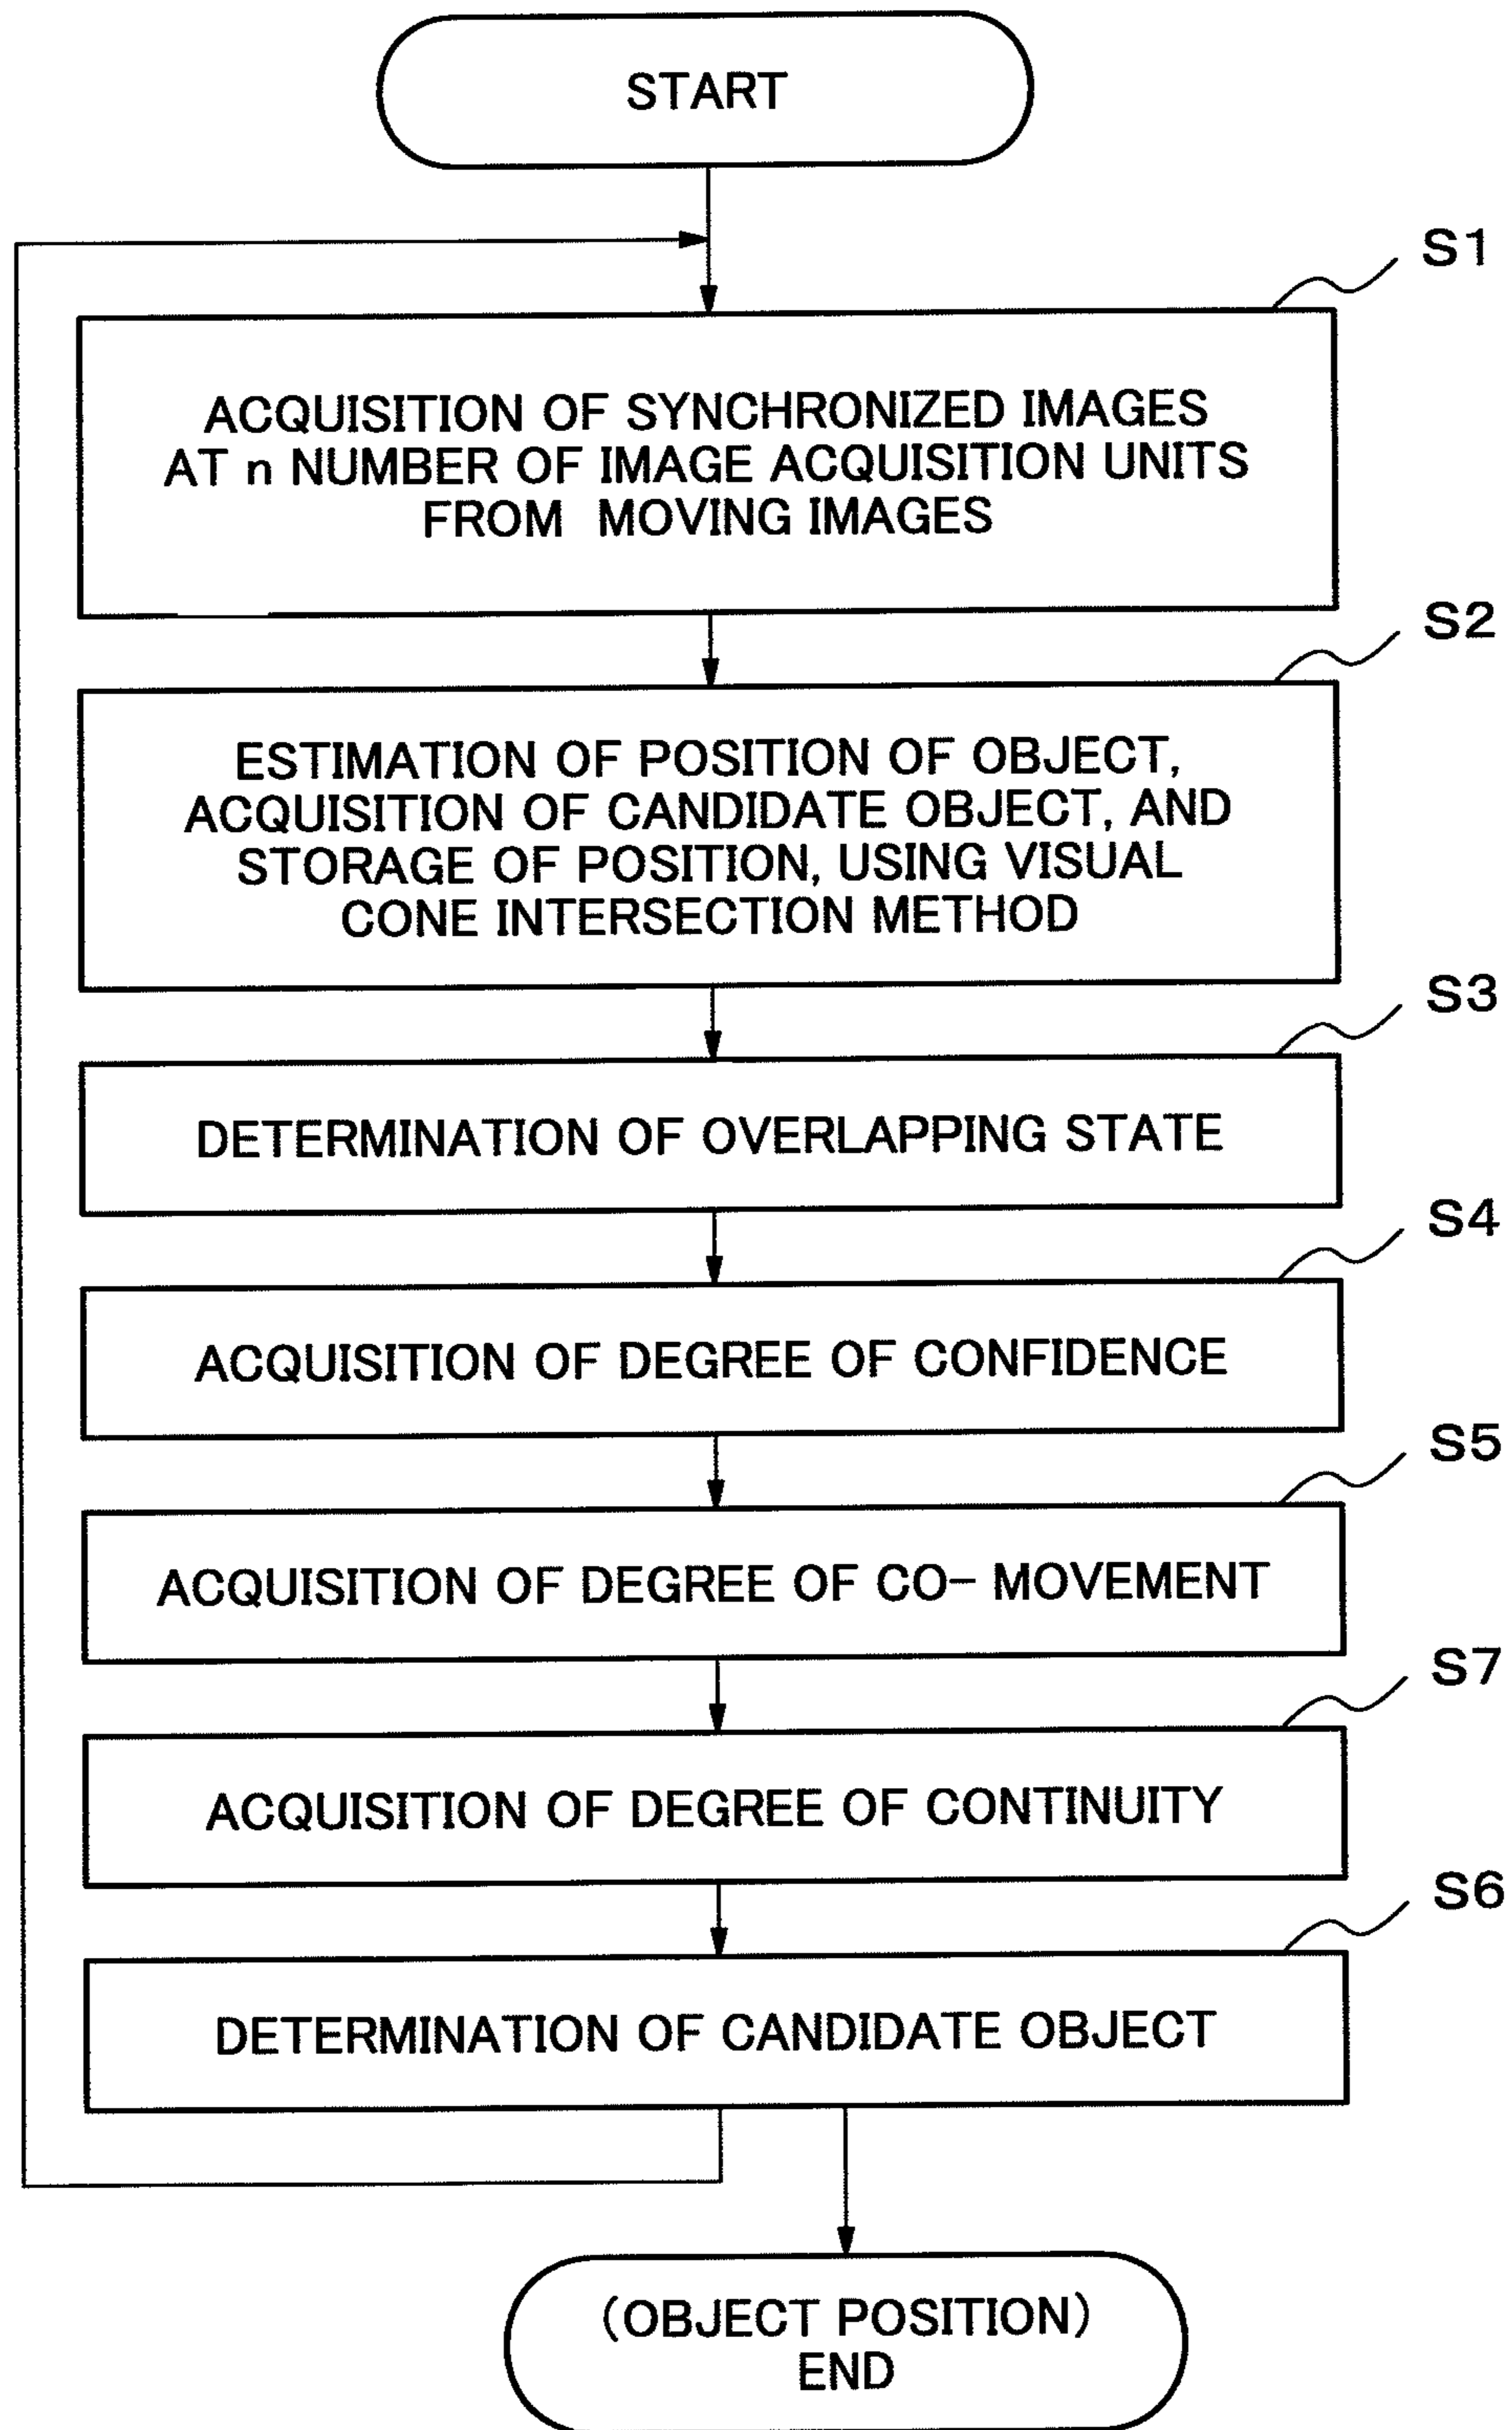 START
S1
ACQUISITION OF SYNCHRONIZED IMAGES
AT n NUMBER OF IMAGE ACQUISITION UNITS
FROM MOVING IMAGES
S2
ESTIMATION OF POSITION OF OBJECT,
ACQUISITION OF CANDIDATE OBJECT, AND
STORAGE OF POSITION, USING VISUAL
CONE INTERSECTION METHOD
S3
DETERMINATION OF OVERLAPPING STATE
S4
ACQUISITION OF DEGREE OF CONFIDENCE
S5
ACQUISITION OF DEGREE OF CO- MOVEMENT
S7
ACQUISITION OF DEGREE OF CONTINUITY
S6
DETERMINATION OF CANDIDATE OBJECT
(OBJECT POSITION)
END